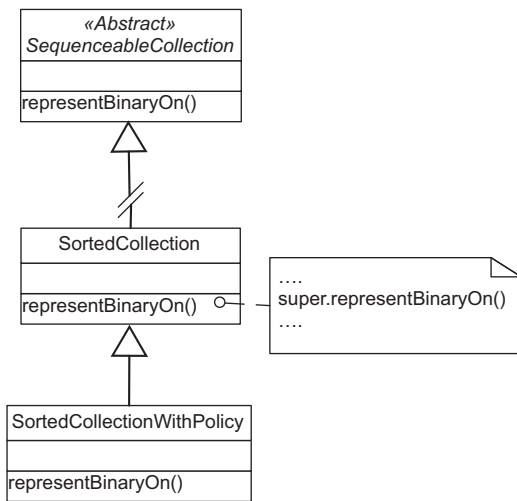 «Abstract»
SequenceableCollection
representBinaryOn()
SortedCollection
representBinaryOn()
....
super.representBinaryOn()
....
SortedCollectionWithPolicy
representBinaryOn()